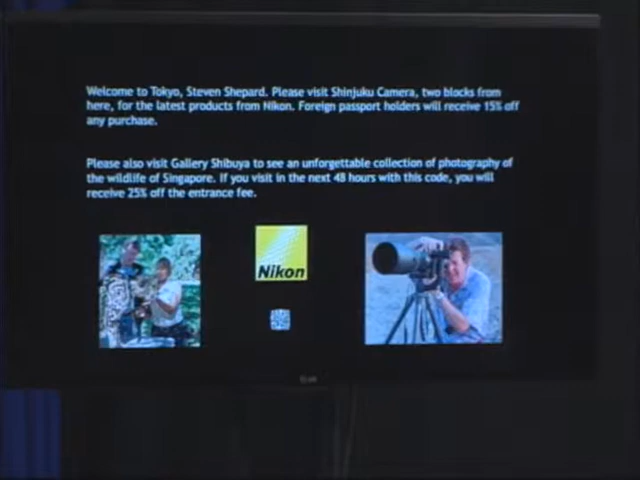 Welcome to Tokyo, Steven Shepard. Please visit Shinjuku Camera, two blocks from
here, for the latest products from Nikon. Foreign passport holders will receive 15% off
any purchase.
Please also visit Gallery Shibuya to see an unforgettable collection of photography of
the wildlife of Singapore. If you visit in the next 48 hours with this code, you will
receive 25% off the entrance fee.
Nikon